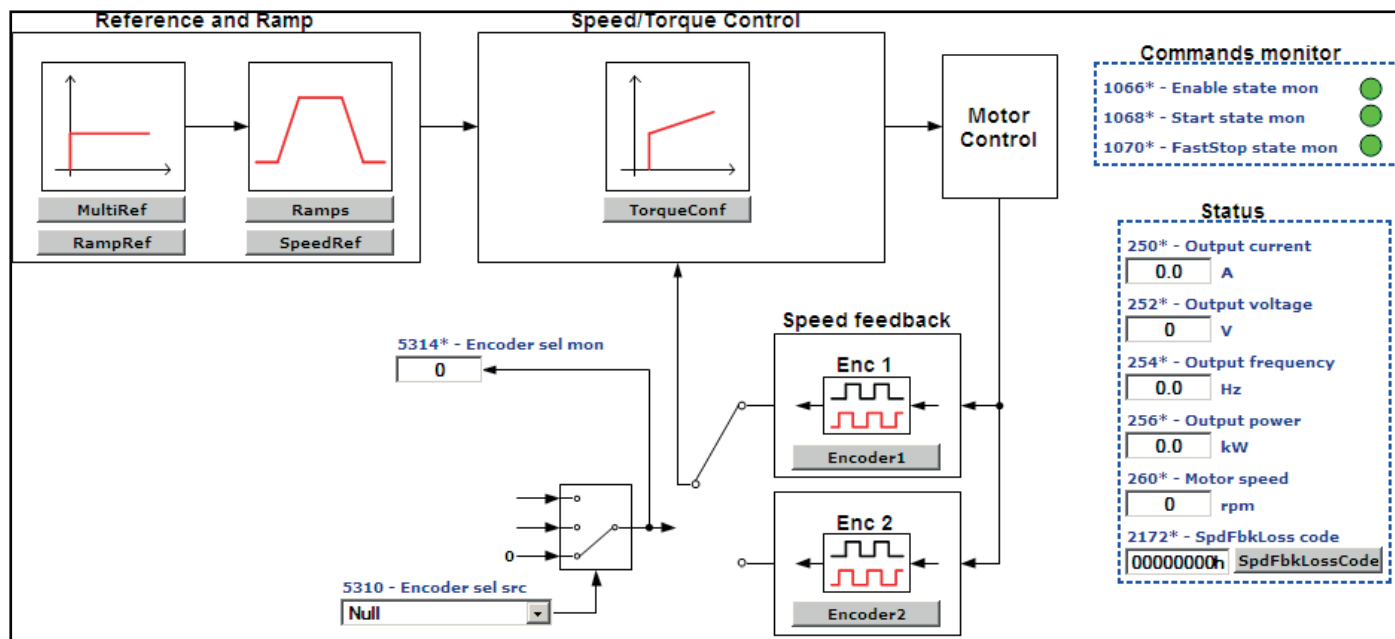 Reference and Ramp
Speed/Torque Control
MultiRef
RampRef
Ramps
SpeedRef
TorqueConf
Motor
Control
Commands monitor
1066* - Enable state mon
1068* - Start state mon
1070* - FastStop state mon
Status
250* - Output current
0.0 A
252* - Output voltage
0 V
254* - Output frequency
0.0 Hz
256* - Output power
0.0 kW
260* - Motor speed
0 rpm
2172* - SpdFbkLoss code
00000000h SpdFbkLossCode
Speed feedback
Enc 1
Encoder1
Enc 2
Encoder2
5314* - Encoder sel mon
0
0
5310 - Encoder sel src
Null